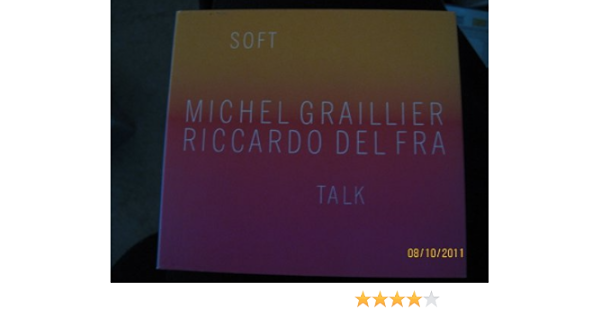 SOFT
MICHEL GRAILLIER
RICCARDO DEL FRA
TALK
08/10/2011